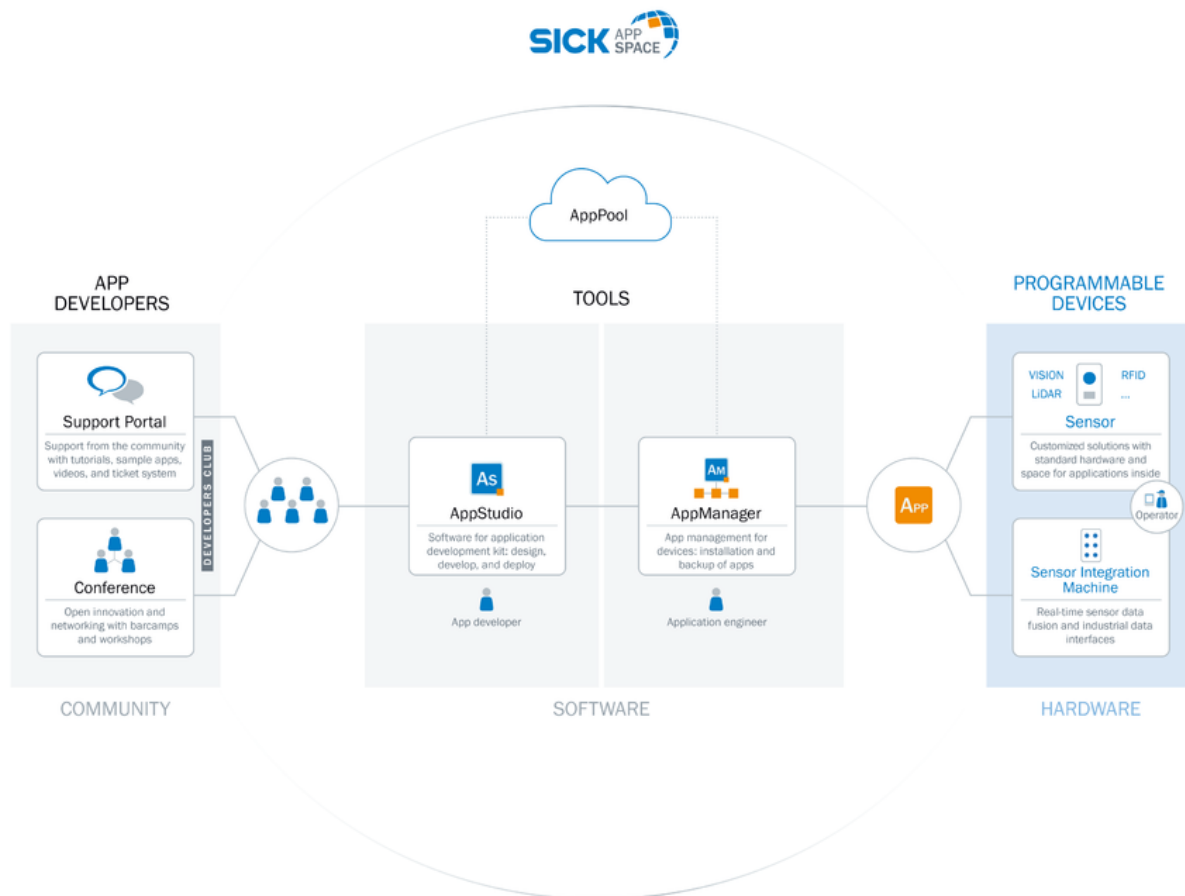 SICK APP SPACE
AppPool
APP
DEVELOPERS
TOOLS
PROGRAMMABLE
DEVICES
Support Portal
Support from the community
with tutorials, sample apps,
videos, and ticket system
Conference
Open innovation and
networking with barcamps
and workshops
DEVELOPERS CLUB
As
AppStudio
Software for application
development kit: design,
develop, and deploy
App developer
AM
AppManager
App management for
devices: installation and
backup of apps
Application engineer
APP
VISION
RFID
LiDAR
...
Sensor
Customized solutions with
standard hardware and
space for applications inside
Operator
Sensor Integration
Machine
Real-time sensor data
fusion and industrial data
interfaces
COMMUNITY
SOFTWARE
HARDWARE